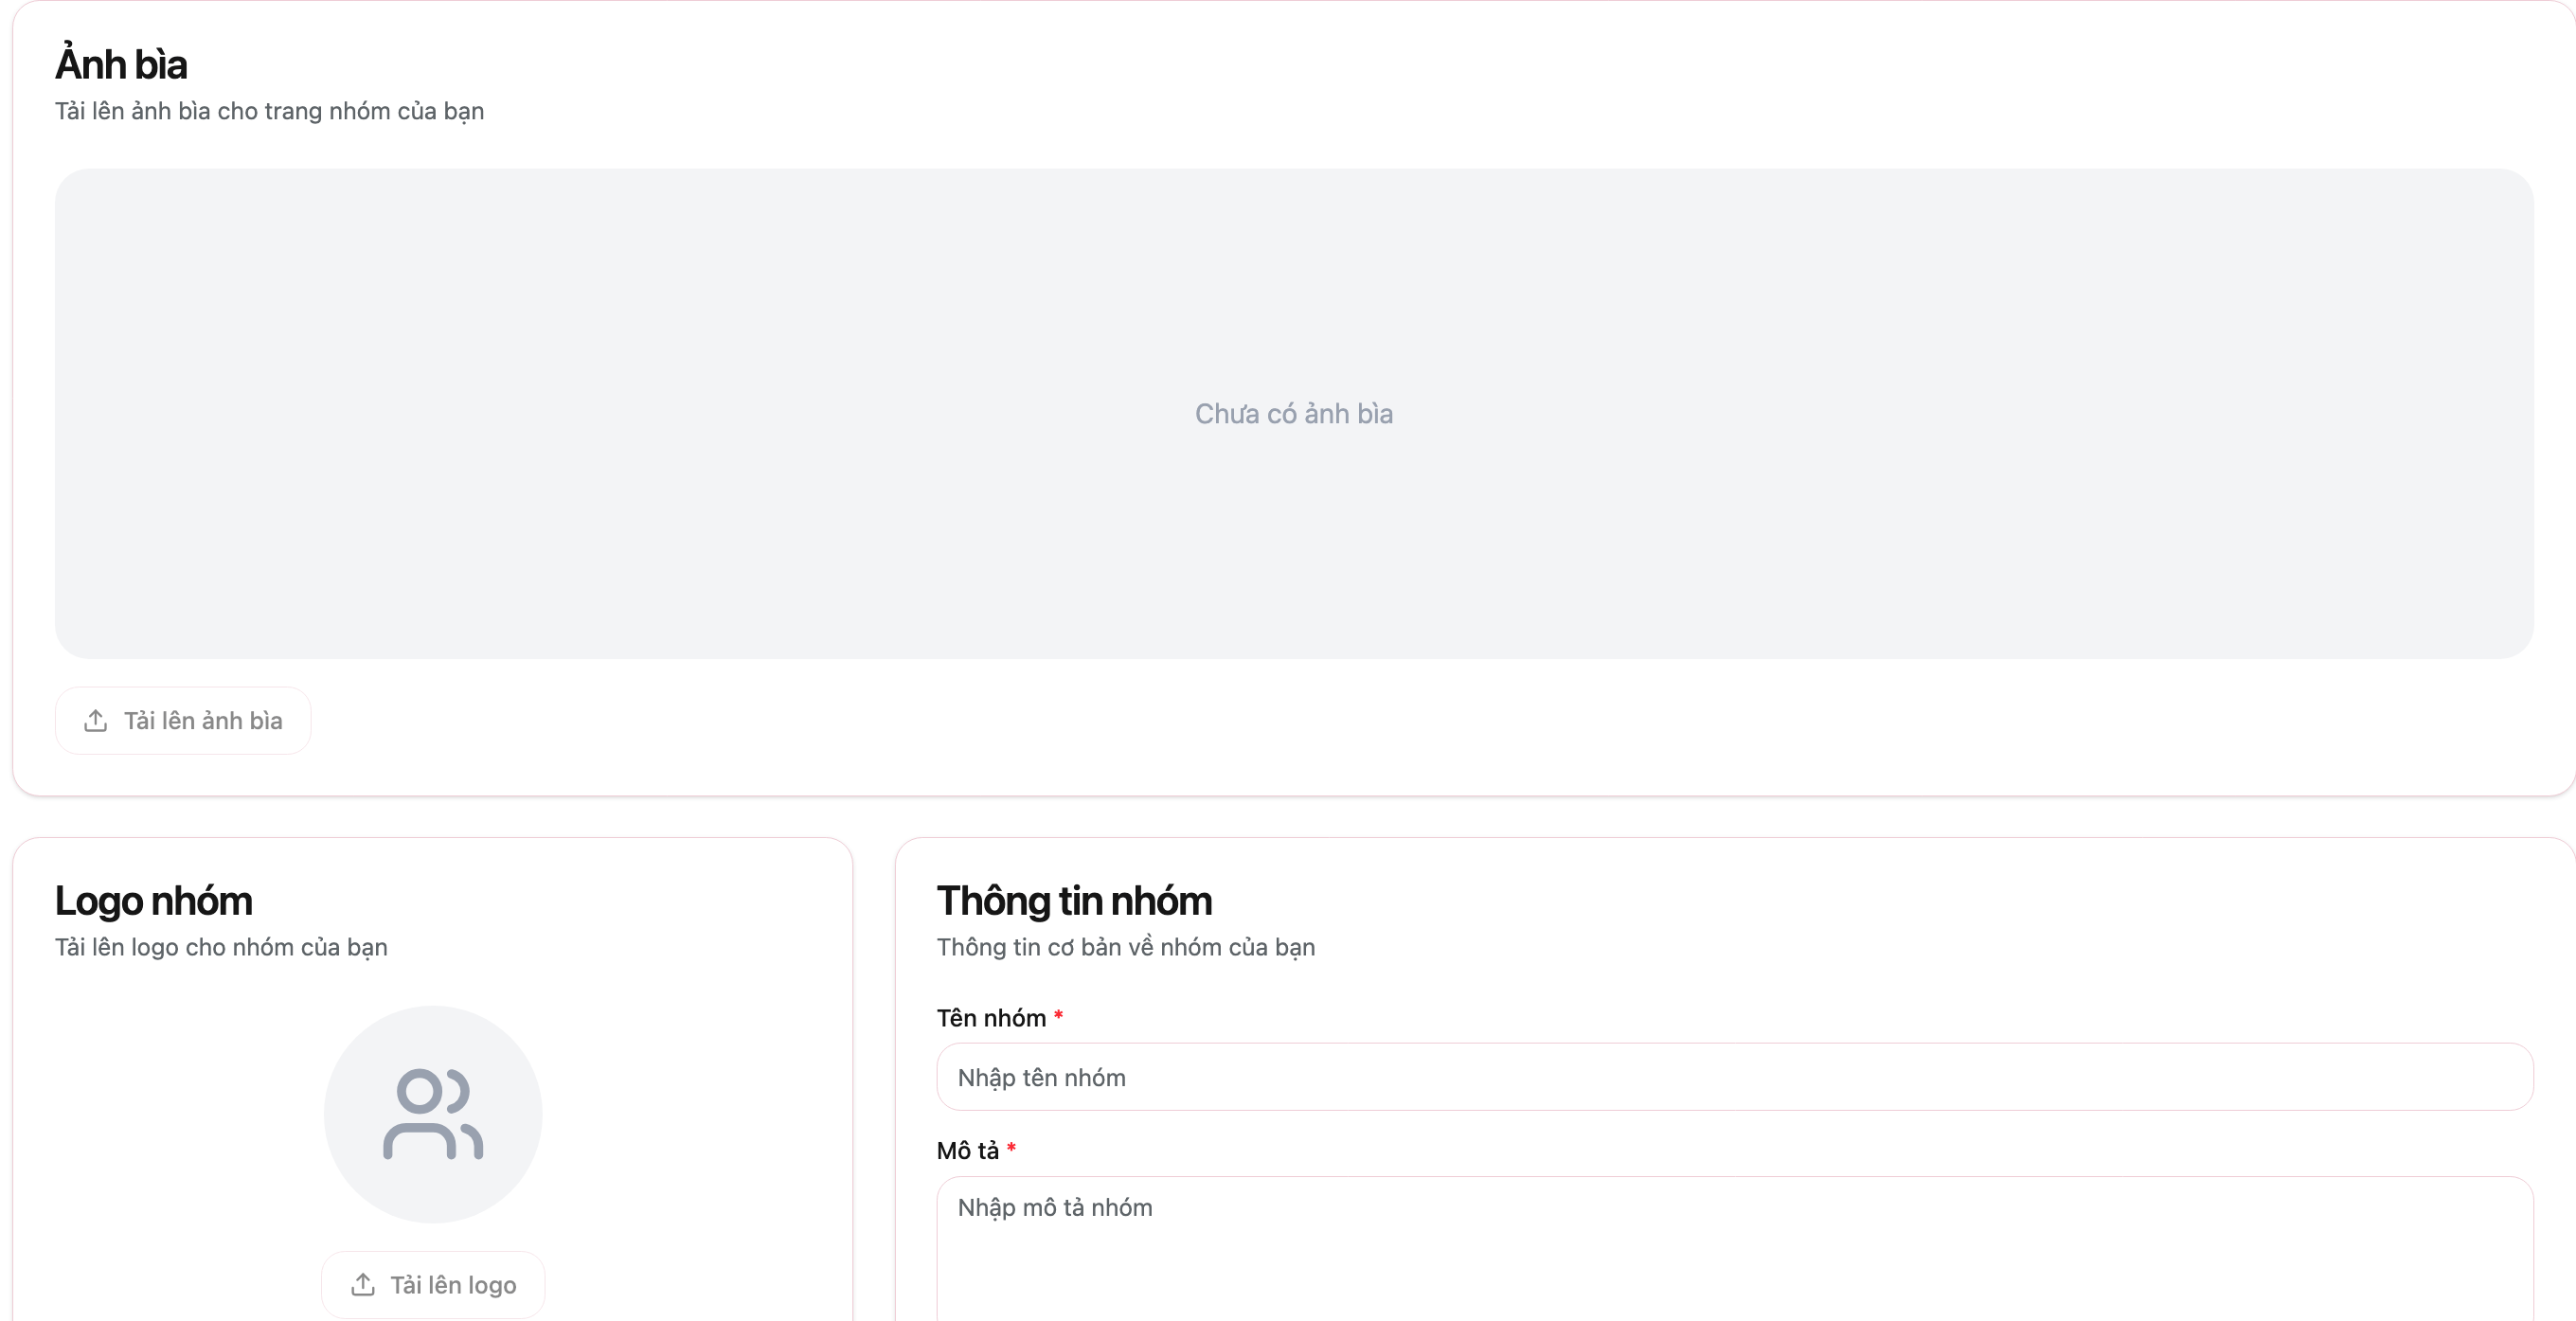 Ảnh bìa
Tải lên ảnh bìa cho trang nhóm của bạn
Chưa có ảnh bìa
Tải lên ảnh bìa
Logo nhóm
Tải lên logo cho nhóm của bạn
Tải lên logo
Thông tin nhóm
Thông tin cơ bản về nhóm của bạn
Tên nhóm *
Nhập tên nhóm
Mô tả *
Nhập mô tả nhóm